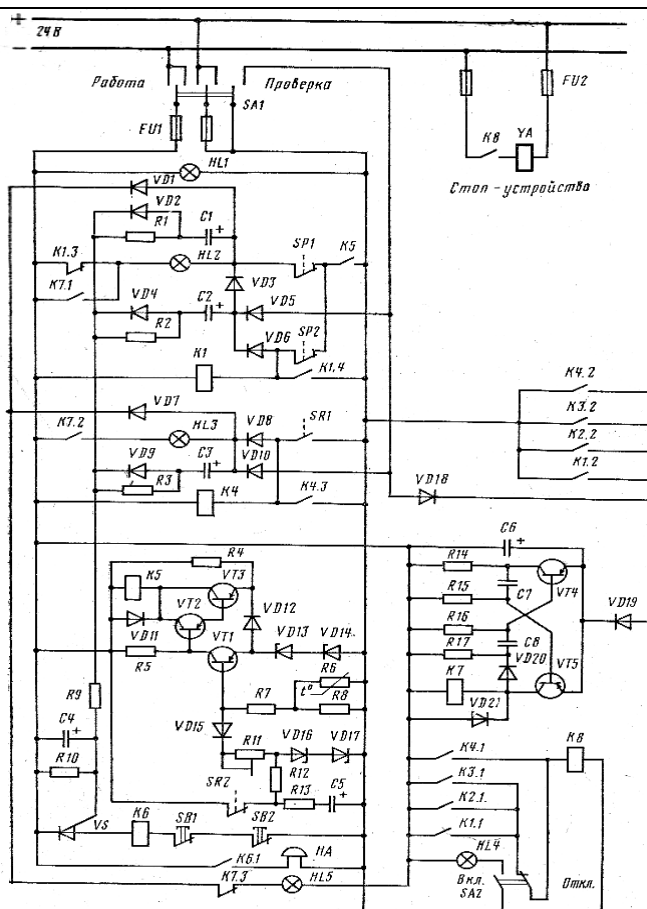 +
24 В
−
Работа
Проверка
SA1
FU1
FU2
K8
YA
Стоп-устройства
HL1
VD1
VD2
R1
C1
+
K1.3
HL2
SP1
K5
K7.1
VD3
VD4
C2
+
VD5
R2
VD6
SP2
K1
K1.4
K4.2
VD7
K7.2
HL3
VD8
SR1
K3.2
K2.2
VD9
C3
+
VD10
K1.2
R3
K4
K4.3
VD18
C6
+
R4
R14
K5
VT3
C7
VT4
VT2
R15
VD12
VD11
VT1
VD13
VD14
R16
VD19
R5
R6
R17
C8
t°
VD20
R9
R7
R8
K7
VT5
VD15
VD21
C4
+
R11
VD16
VD17
R10
R12
K4.1
K8
SR2
R13
C5
+
K3.1
VS
K6
SB1
SB2
K2.1.
K1.1
K6.1
HA
HL4
K7.3
HL5
Вкл.
SA2
Откл.